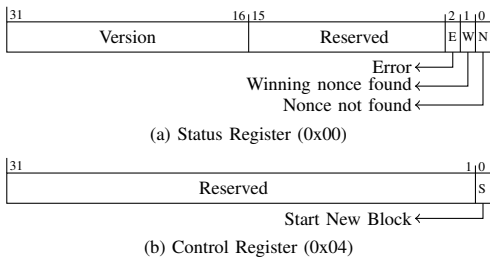 31 16 15 2 1 0
Version Reserved E W N
Error
Winning nonce found
Nonce not found
(a) Status Register (0x00)
31 1 0
Reserved S
Start New Block
(b) Control Register (0x04)